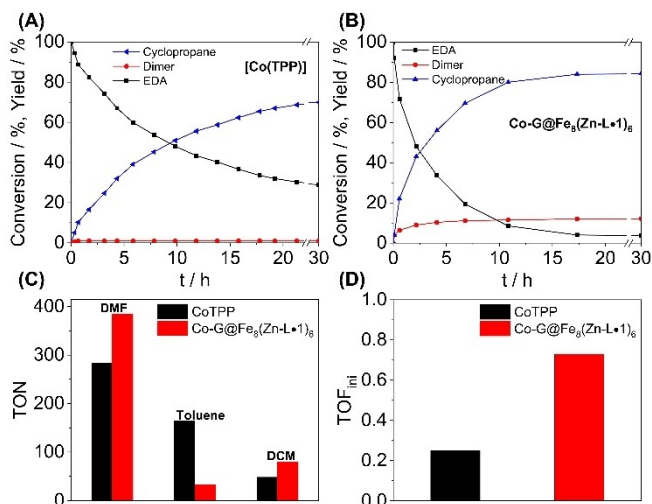 (A)
Conversion / %, Yield / %
100
80
60
40
20
0
Cyclopropane
Dimer
EDA
[Co(TPP)]
0 5 10 15 20 30
t / h
(B)
Conversion / %, Yield / %
100
80
60
40
20
0
EDA
Dimer
Cyclopropane
Co-G@Fe₈(Zn-L•1)₆
0 5 10 15 20 30
t / h
(C)
TON
400
300
200
100
0
DMF
CoTPP
Co-G@Fe₈(Zn-L•1)₆
Toluene
DCM
(D)
TOFini
1.0
0.8
0.6
0.4
0.2
0.0
CoTPP
Co-G@Fe₈(Zn-L•1)₆